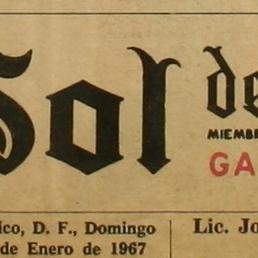 Sol de
MIEMBR
GA
ico, D. F., Domingo
de Enero de 1967
Lic. Jo